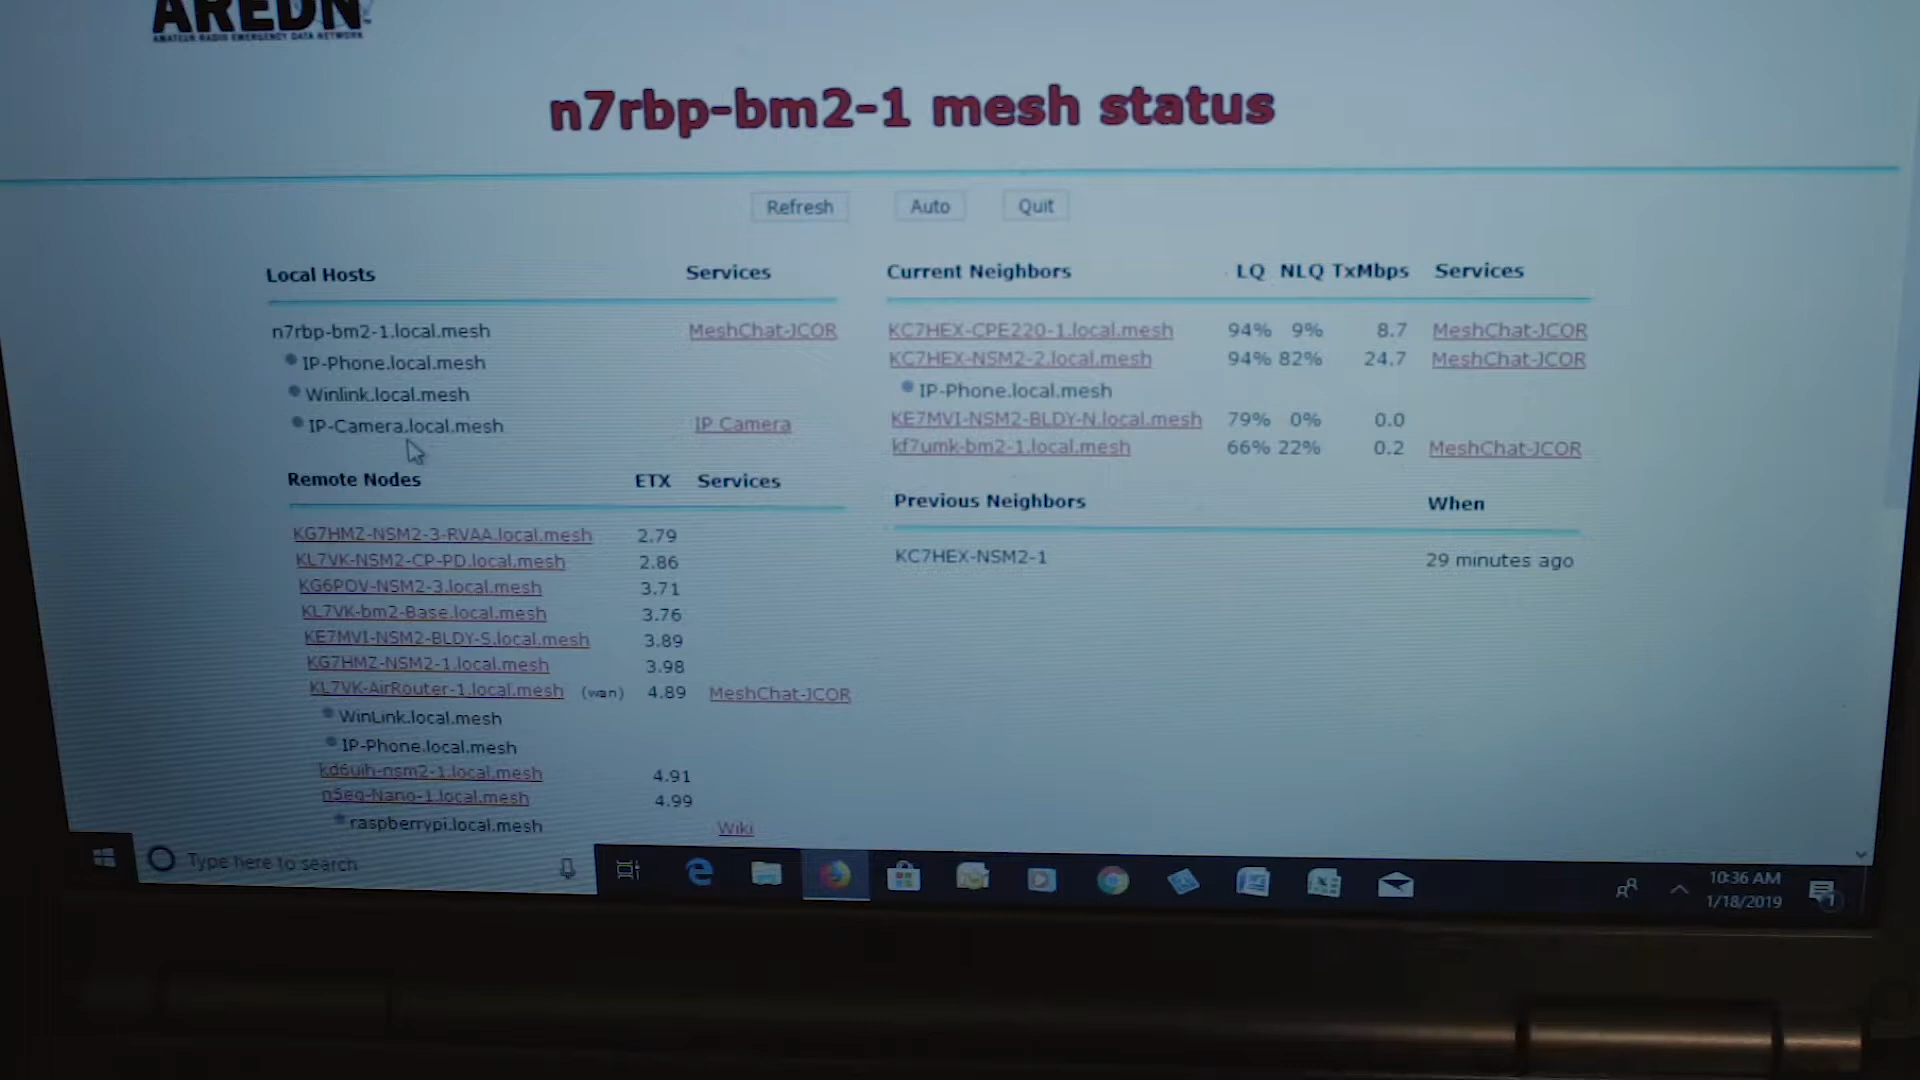 AREDN
AMATEUR RADIO EMERGENCY DATA NETWORK
n7rbp-bm2-1 mesh status
Refresh Auto Quit
Local Hosts Services
n7rbp-bm2-1.local.mesh MeshChat-JCOR
IP-Phone.local.mesh
Winlink.local.mesh
IP-Camera.local.mesh IP Camera
Remote Nodes ETX Services
KG7HMZ-NSM2-3-RVAA.local.mesh 2.79
KL7VK-NSM2-CP-PD.local.mesh 2.86
KG6POV-NSM2-3.local.mesh 3.71
KL7VK-bm2-Base.local.mesh 3.76
KE7MVI-NSM2-BLDY-S.local.mesh 3.89
KG7HMZ-NSM2-1.local.mesh 3.98
KL7VK-AirRouter-1.local.mesh (wan) 4.89 MeshChat-JCOR
WinLink.local.mesh
IP-Phone.local.mesh
kd6uih-nsm2-1.local.mesh 4.91
n5eg-Nano-1.local.mesh 4.99
raspberrypi.local.mesh Wiki
Current Neighbors LQ NLQ TxMbps Services
KC7HEX-CPE220-1.local.mesh 94% 9% 8.7 MeshChat-JCOR
KC7HEX-NSM2-2.local.mesh 94% 82% 24.7 MeshChat-JCOR
IP-Phone.local.mesh
KE7MVI-NSM2-BLDY-N.local.mesh 79% 0% 0.0
kf7umk-bm2-1.local.mesh 66% 22% 0.2 MeshChat-JCOR
Previous Neighbors When
KC7HEX-NSM2-1 29 minutes ago
Type here to search
10:36 AM
1/18/2019
1